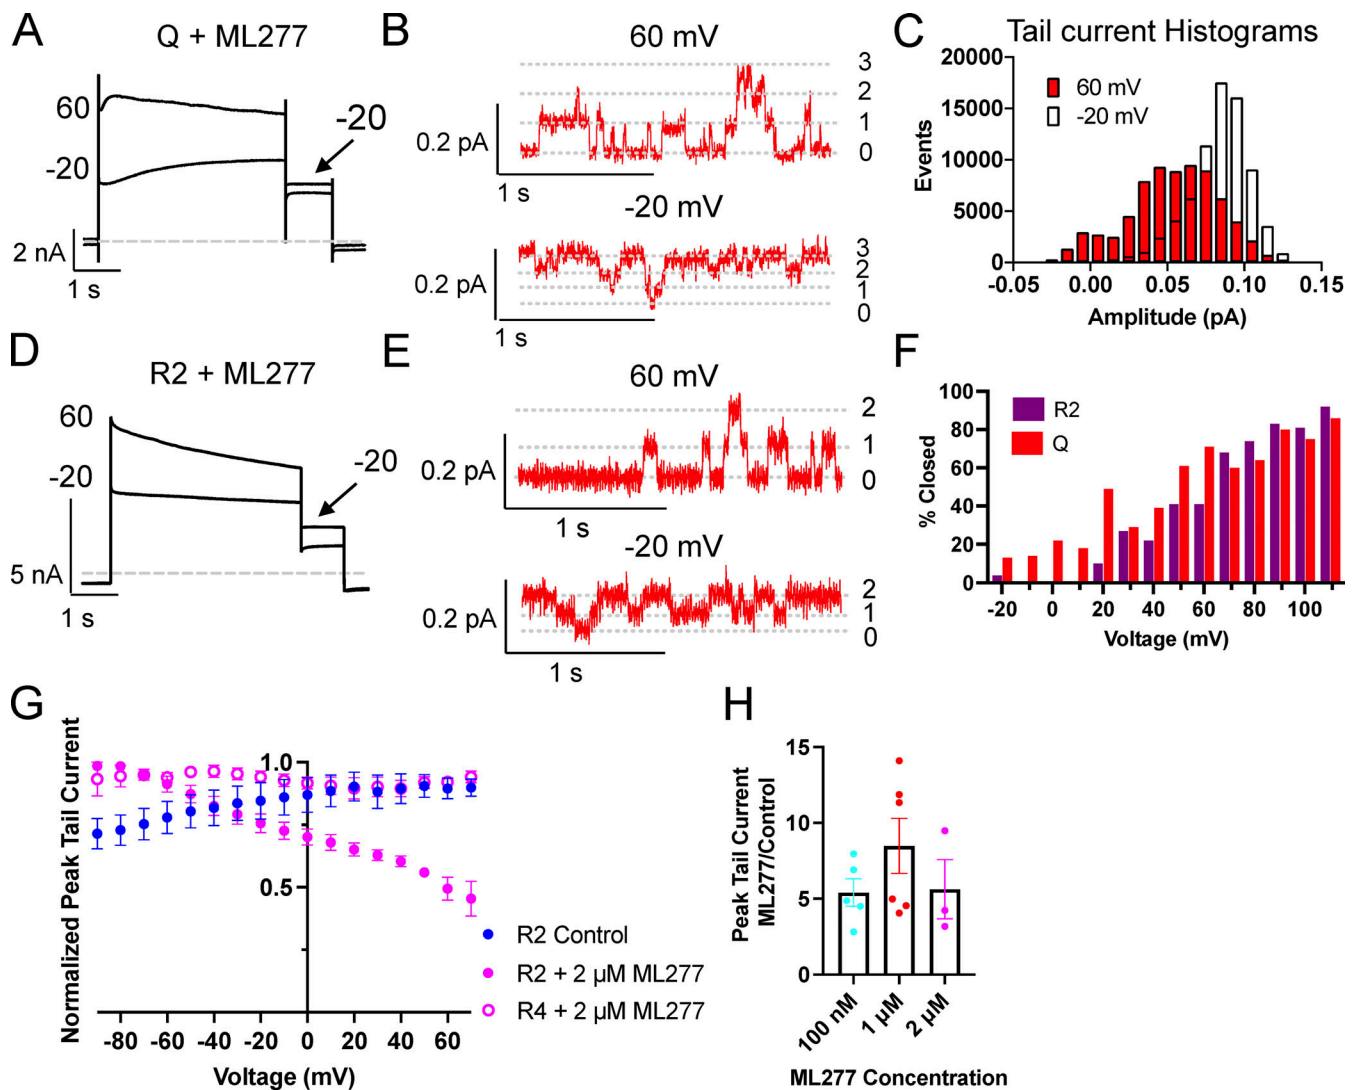 A
Q + ML277
60
-20
-20
2 nA
1 s
B
60 mV
3
2
1
0
0.2 pA
1 s
-20 mV
3
2
1
0
0.2 pA
1 s
C
Tail current Histograms
60 mV
-20 mV
20000
15000
10000
5000
0
Events
-0.05
0.00
0.05
0.10
0.15
Amplitude (pA)
D
R2 + ML277
60
-20
-20
5 nA
1 s
E
60 mV
2
1
0
0.2 pA
1 s
-20 mV
2
1
0
0.2 pA
1 s
F
R2
Q
100
80
60
40
20
0
% Closed
-20
0
20
40
60
80
100
Voltage (mV)
G
Normalized Peak Tail Current
1.0
0.5
-80
-60
-40
-20
0
20
40
60
Voltage (mV)
R2 Control
R2 + 2 µM ML277
R4 + 2 µM ML277
H
Peak Tail Current
ML277/Control
15
10
5
0
100 nM
1 µM
2 µM
ML277 Concentration